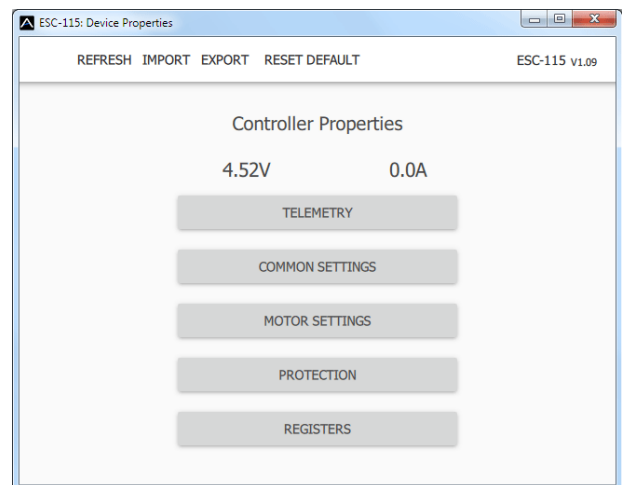 ESC-115: Device Properties
REFRESH IMPORT EXPORT RESET DEFAULT ESC-115 V1.09
Controller Properties
4.52V 0.0A
TELEMETRY
COMMON SETTINGS
MOTOR SETTINGS
PROTECTION
REGISTERS